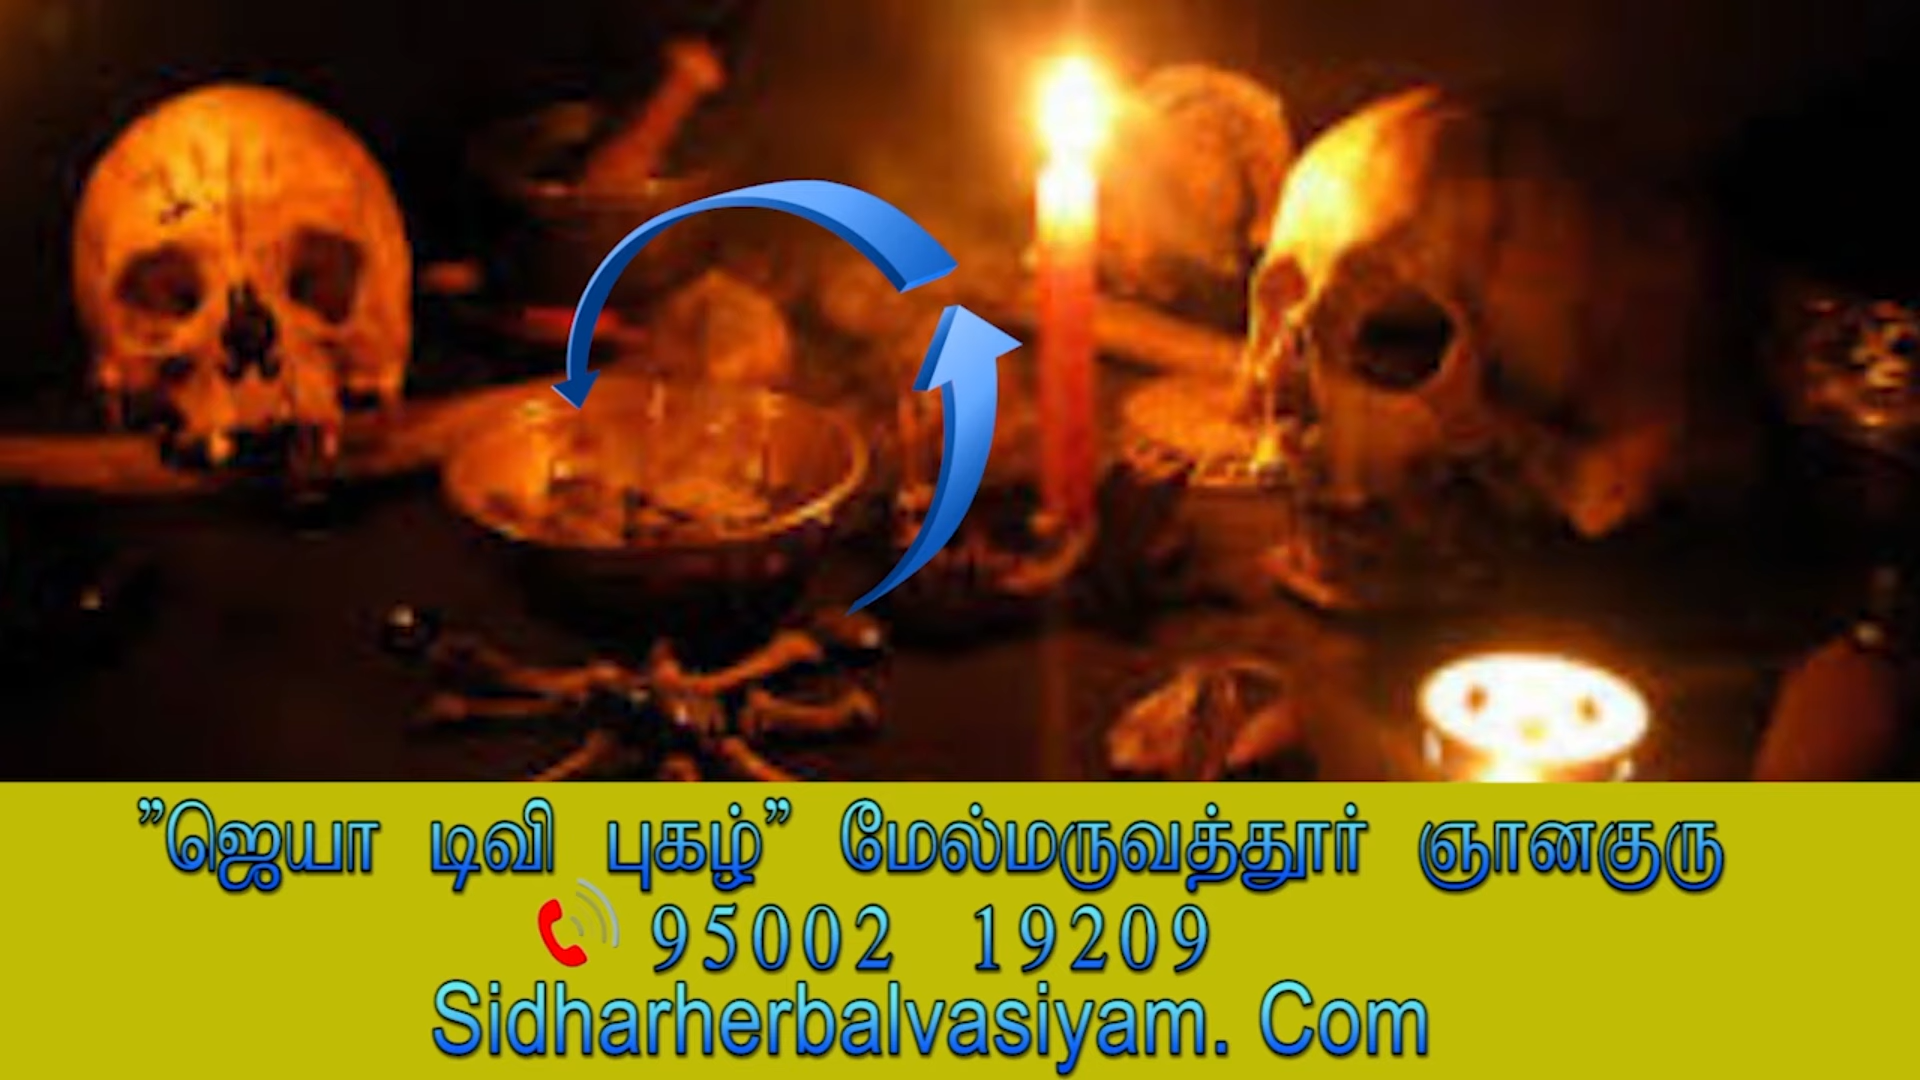 ”ஜெயா டிவி புகழ்” மேல்மருவத்தூர் ஞானகுரு
95002 19209
Sidharherbalvasiyam. Com